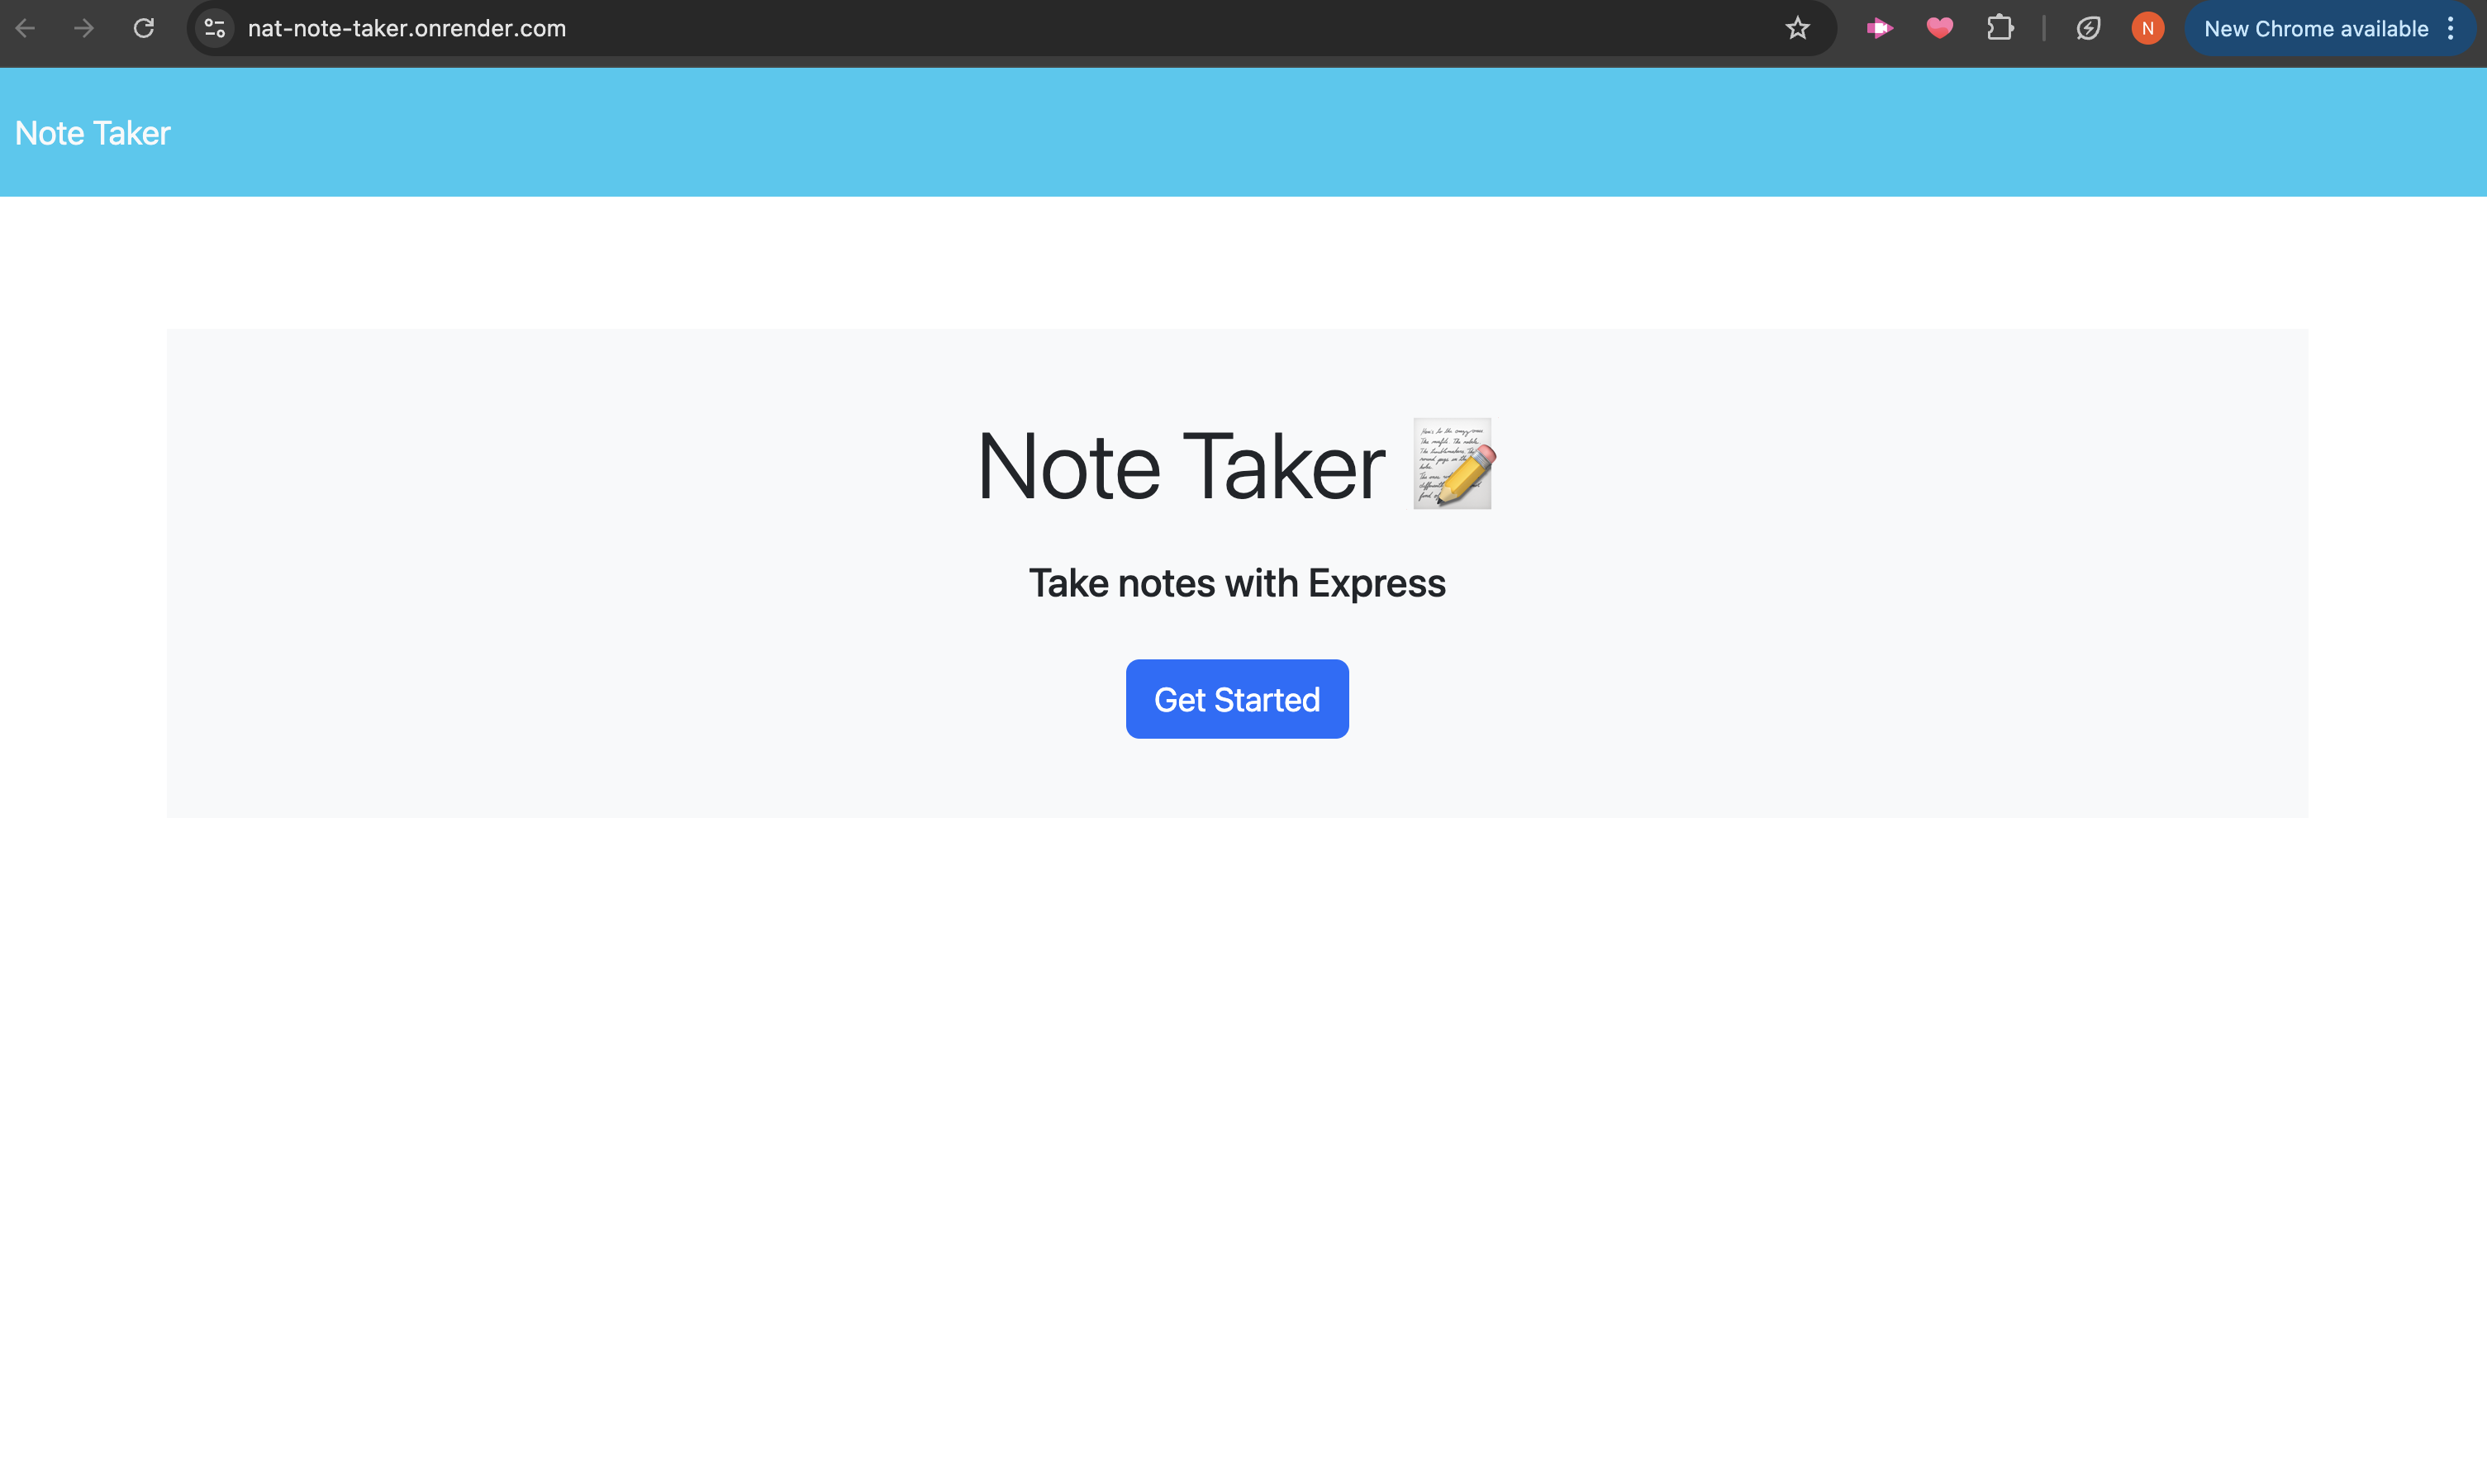 nat-note-taker.onrender.com
N
New Chrome available
Note Taker
Note Taker 📝
Take notes with Express
Get Started